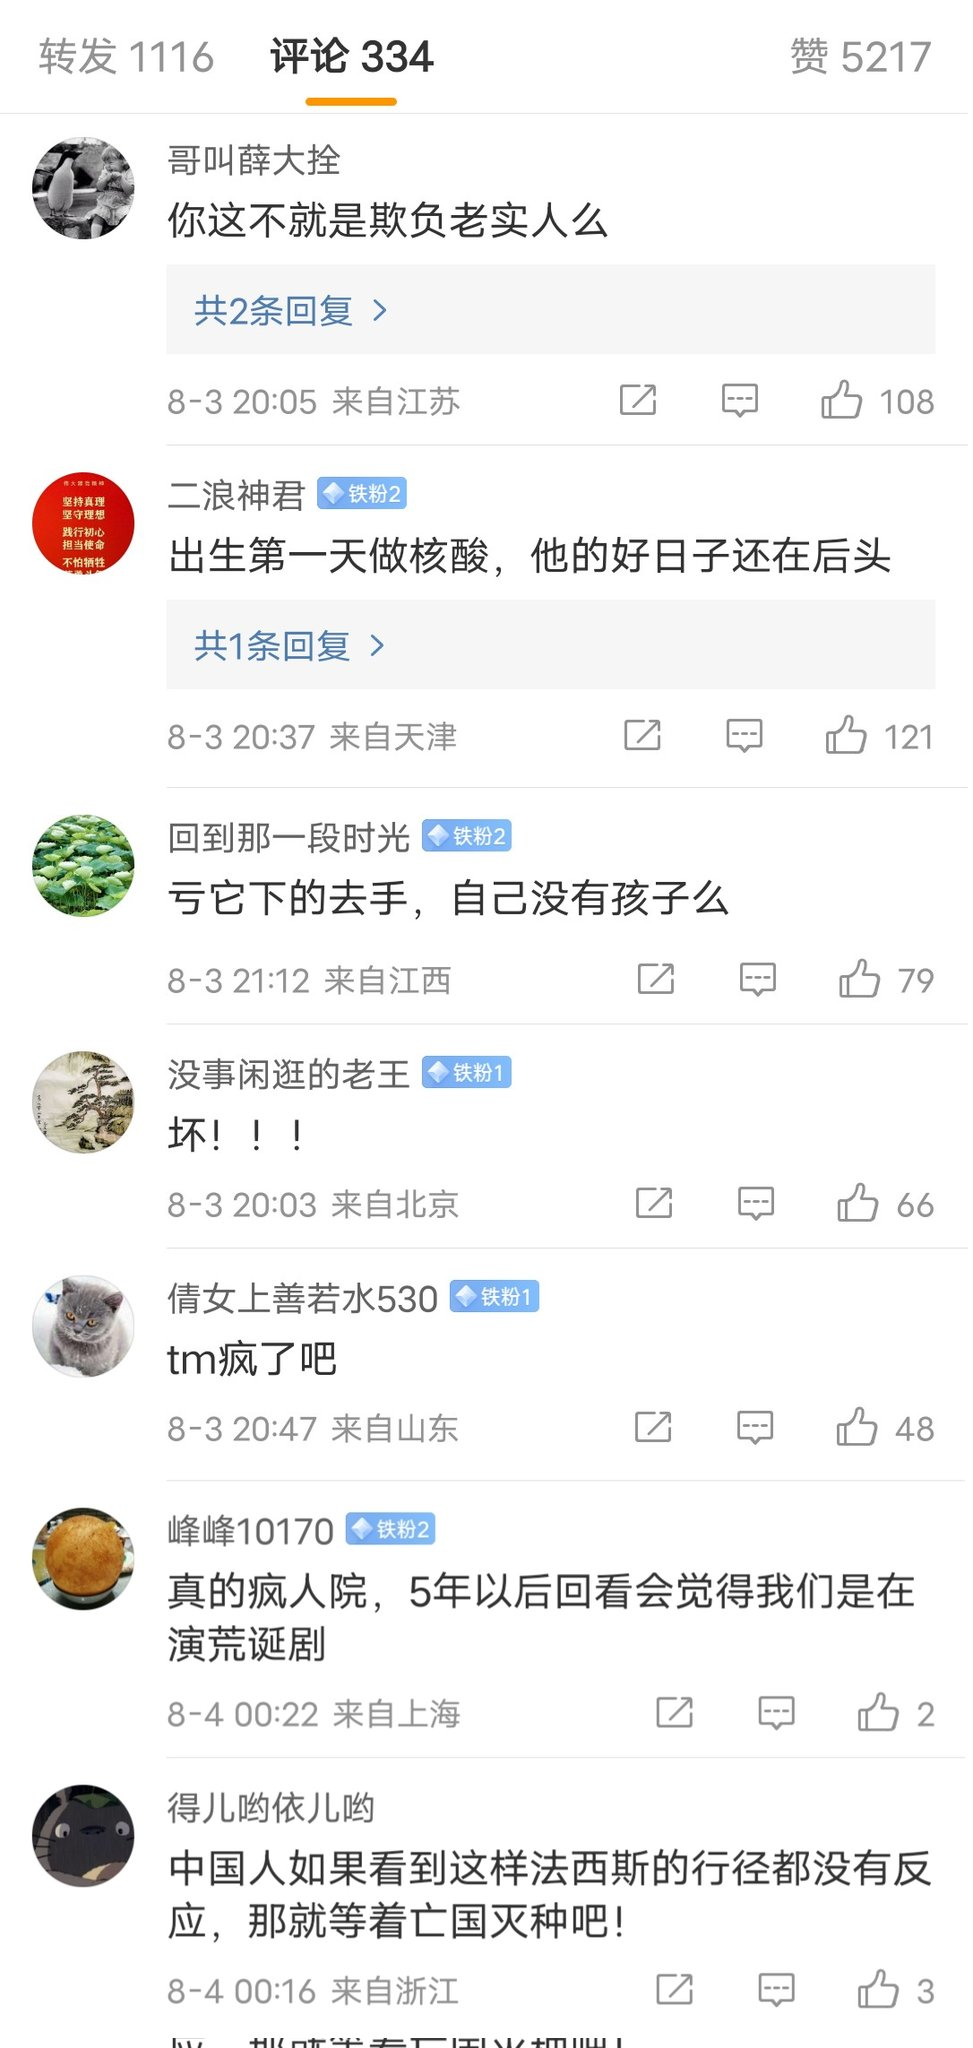 转发 1116 评论 334 赞 5217
哥叫薛大拴
你这不就是欺负老实人么
共2条回复 >
8-3 20:05 来自江苏 108
坚持真理
坚守理想
践行初心
担当使命
不怕牺牲
二浪神君 铁粉2
出生第一天做核酸，他的好日子还在后头
共1条回复 >
8-3 20:37 来自天津 121
回到那一段时光 铁粉2
亏它下的去手，自己没有孩子么
8-3 21:12 来自江西 79
没事闲逛的老王 铁粉1
坏！！！
8-3 20:03 来自北京 66
倩女上善若水530 铁粉1
tm疯了吧
8-3 20:47 来自山东 48
峰峰10170 铁粉2
真的疯人院，5年以后回看会觉得我们是在
演荒诞剧
8-4 00:22 来自上海 2
得儿哟依儿哟
中国人如果看到这样法西斯的行径都没有反
应，那就等着亡国灭种吧！
8-4 00:16 来自浙江 3